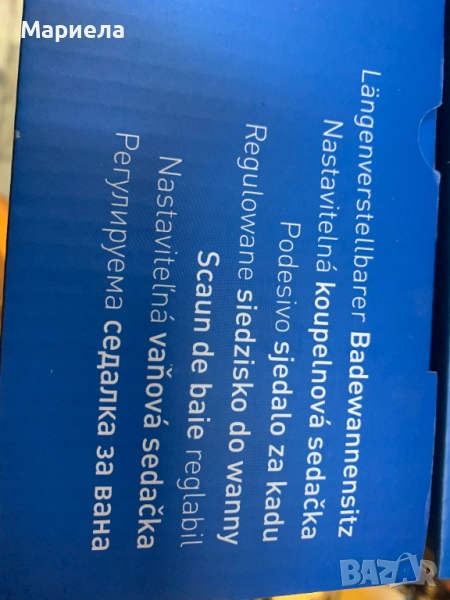 Мариела
Längenverstellbarer Badewannensitz
Nastavitelná koupelnová sedačka
Podesivo sjedalo za kadu
Regulowane siedzisko do wanny
Scaun de baie reglabil
Nastaviteľná vaňová sedačka
Регулируема седалка за вана
BAZAR